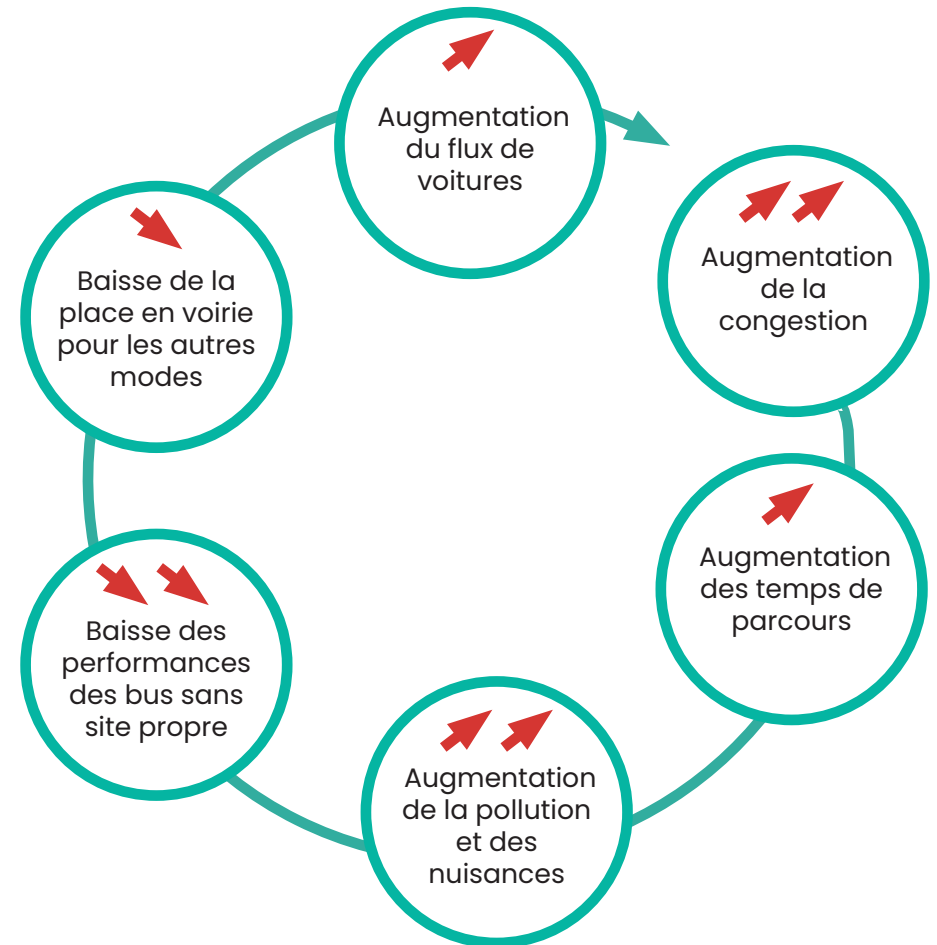 Augmentation
du flux de
voitures
Augmentation
de la
congestion
Augmentation
des temps de
parcours
Augmentation
de la pollution
et des
nuisances
Baisse des
performances
des bus sans
site propre
Baisse de la
place en voirie
pour les autres
modes